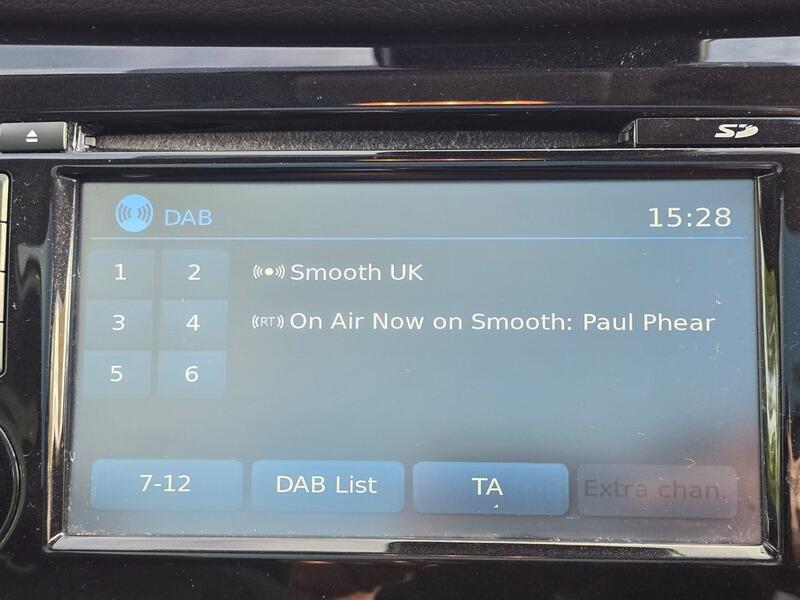 SD
DAB 15:28
1 2 Smooth UK
3 4 (RT) On Air Now on Smooth: Paul Phear
5 6
7-12 DAB List TA Extra chan.